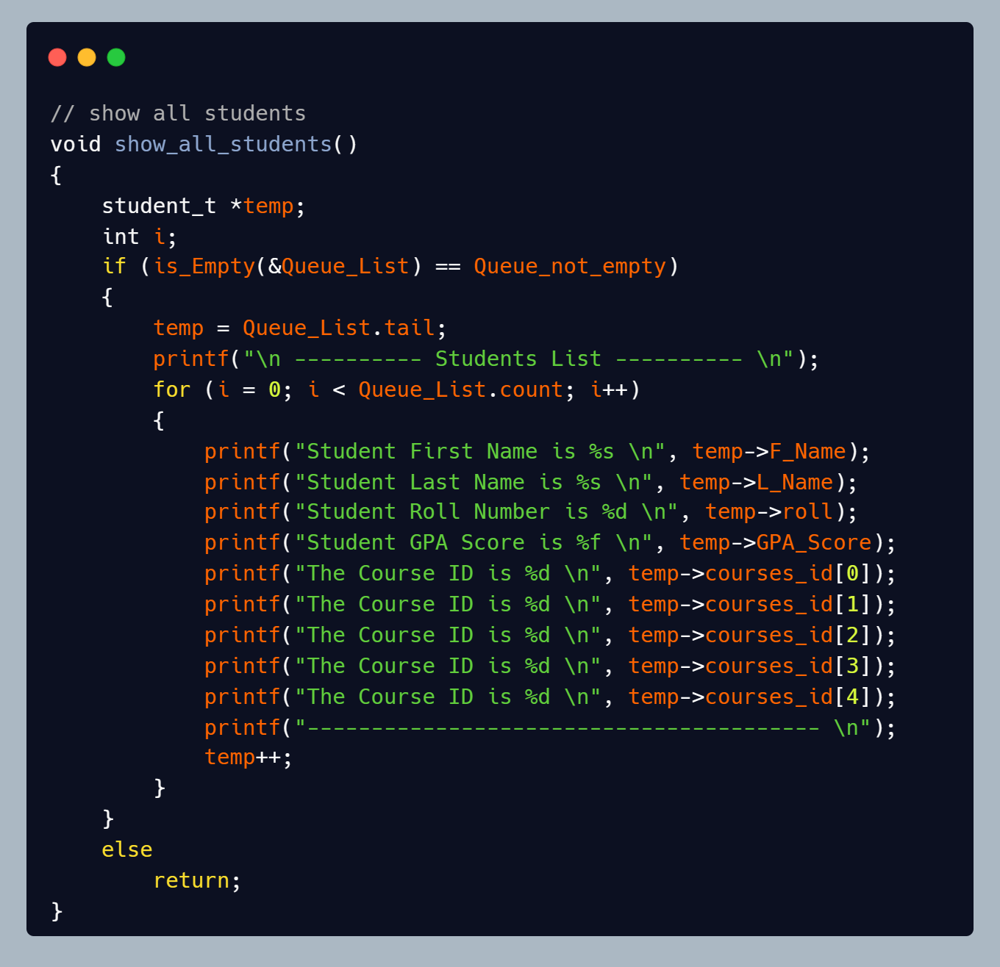 // show all students
void show_all_students()
{
    student_t *temp;
    int i;
    if (is_Empty(&Queue_List) == Queue_not_empty)
    {
        temp = Queue_List.tail;
        printf("\n ---------- Students List ---------- \n");
        for (i = 0; i < Queue_List.count; i++)
        {
            printf("Student First Name is %s \n", temp->F_Name);
            printf("Student Last Name is %s \n", temp->L_Name);
            printf("Student Roll Number is %d \n", temp->roll);
            printf("Student GPA Score is %f \n", temp->GPA_Score);
            printf("The Course ID is %d \n", temp->courses_id[0]);
            printf("The Course ID is %d \n", temp->courses_id[1]);
            printf("The Course ID is %d \n", temp->courses_id[2]);
            printf("The Course ID is %d \n", temp->courses_id[3]);
            printf("The Course ID is %d \n", temp->courses_id[4]);
            printf("---------------------------------------- \n");
            temp++;
        }
    }
    else
        return;
}